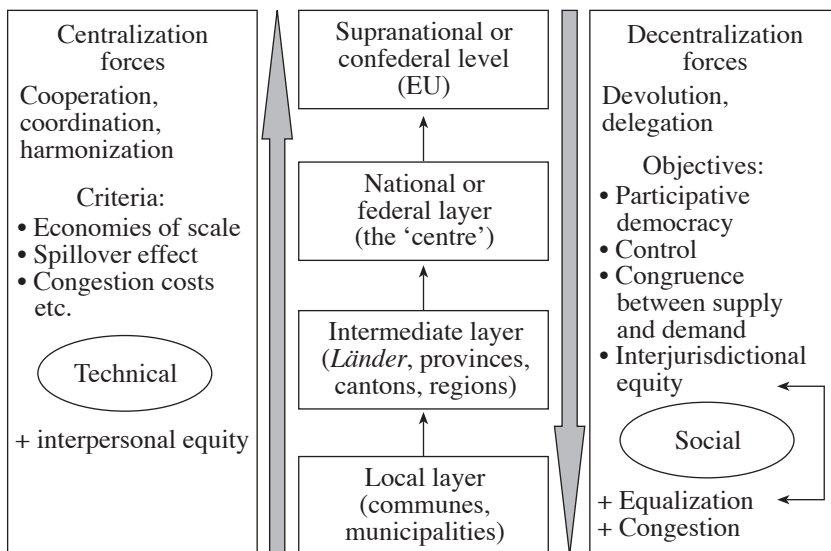 Centralization
forces
Cooperation,
coordination,
harmonization
Criteria:
• Economies of scale
• Spillover effect
• Congestion costs
etc.
Technical
+ interpersonal equity
Supranational or
confederal level
(EU)
National or
federal layer
(the ‘centre’)
Intermediate layer
(Länder, provinces,
cantons, regions)
Local layer
(communes,
municipalities)
Decentralization
forces
Devolution,
delegation
Objectives:
• Participative
democracy
• Control
• Congruence
between supply
and demand
• Interjurisdictional
equity
Social
+ Equalization
+ Congestion